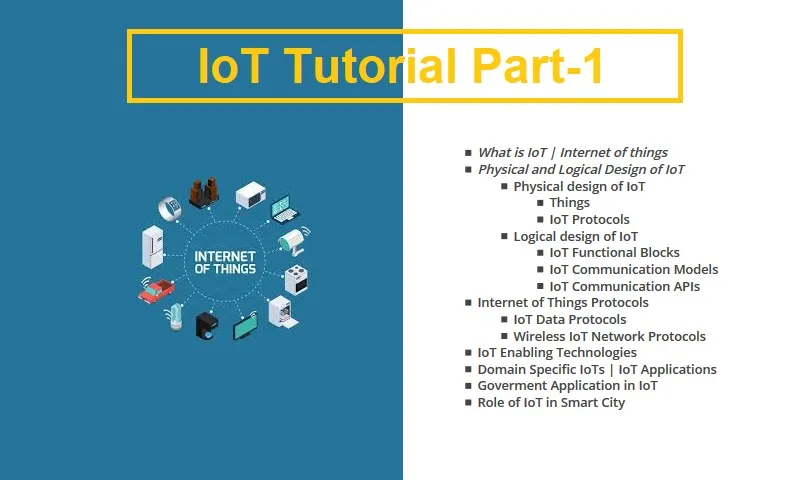 IoT Tutorial Part-1
INTERNET
OF THINGS
What is IoT | Internet of things
Physical and Logical Design of IoT
Physical design of IoT
Things
IoT Protocols
Logical design of IoT
IoT Functional Blocks
IoT Communication Models
IoT Communication APIs
Internet of Things Protocols
IoT Data Protocols
Wireless IoT Network Protocols
IoT Enabling Technologies
Domain Specific IoTs | IoT Applications
Goverment Application in IoT
Role of IoT in Smart City